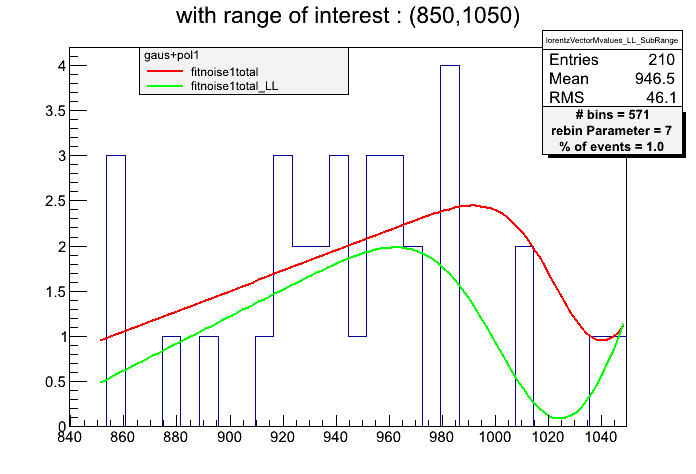 with range of interest : (850,1050)
lorentzVectorMvalues_LL_SubRange
Entries 210
Mean 946.5
RMS 46.1
# bins = 571
rebin Parameter = 7
% of events = 1.0
gaus+pol1
fitnoise1total
fitnoise1total_LL
4
3.5
3
2.5
2
1.5
1
0.5
0
840 860 880 900 920 940 960 980 1000 1020 1040